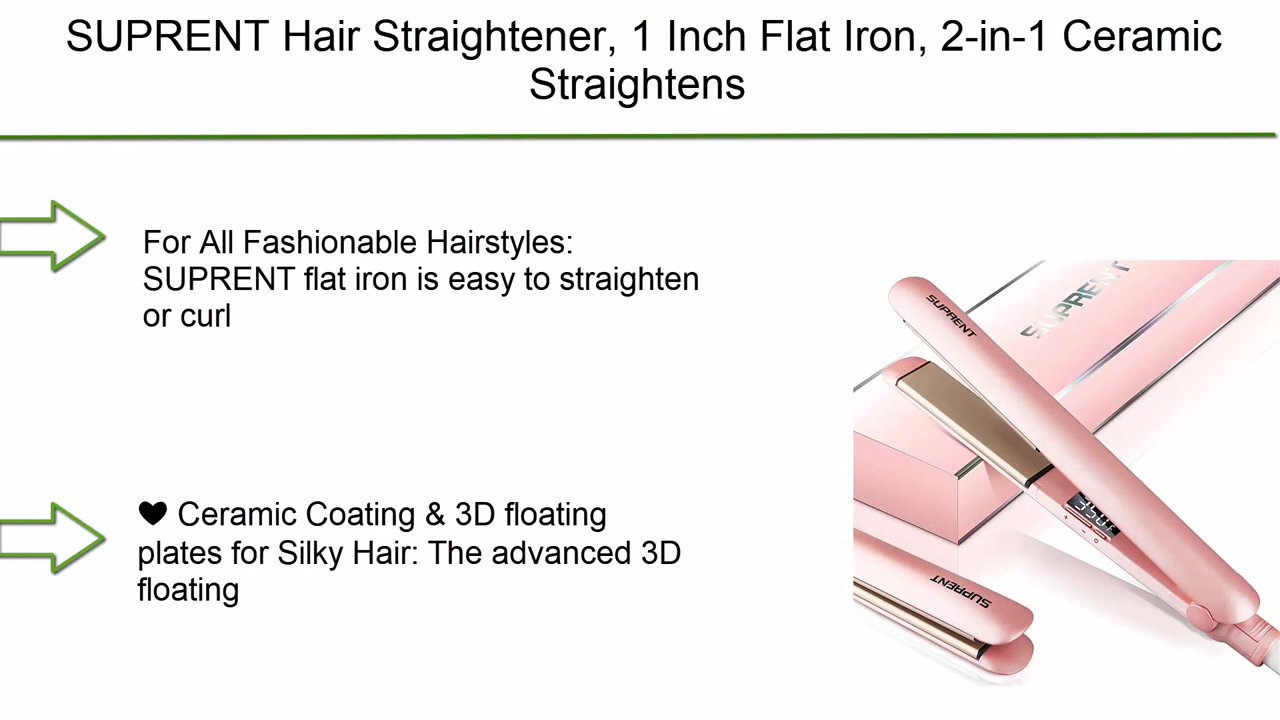 SUPRENT Hair Straightener, 1 Inch Flat Iron, 2-in-1 Ceramic
Straightens
For All Fashionable Hairstyles:
SUPRENT flat iron is easy to straighten
or curl
♥ Ceramic Coating & 3D floating
plates for Silky Hair: The advanced 3D
floating
SUPRENT
SUPRENT
350F
SUPRENT